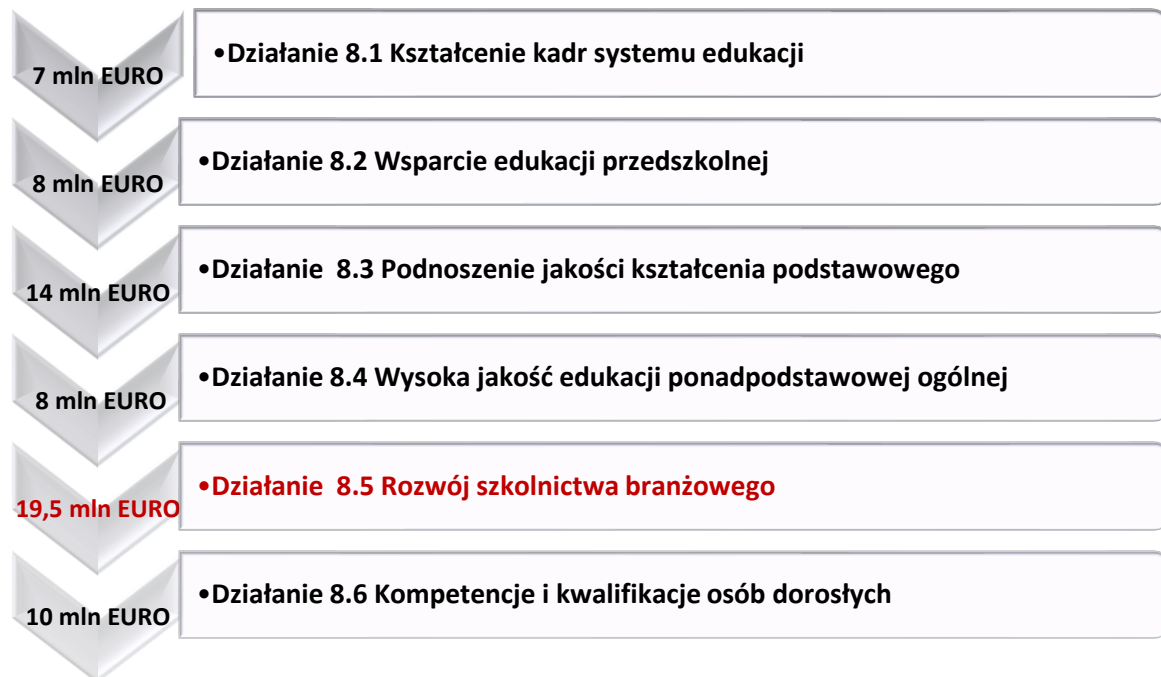 7 mln EURO
•Działanie 8.1 Kształcenie kadr systemu edukacji
8 mln EURO
•Działanie 8.2 Wsparcie edukacji przedszkolnej
14 mln EURO
•Działanie 8.3 Podnoszenie jakości kształcenia podstawowego
8 mln EURO
•Działanie 8.4 Wysoka jakość edukacji ponadpodstawowej ogólnej
19,5 mln EURO
•Działanie 8.5 Rozwój szkolnictwa branżowego
10 mln EURO
•Działanie 8.6 Kompetencje i kwalifikacje osób dorosłych